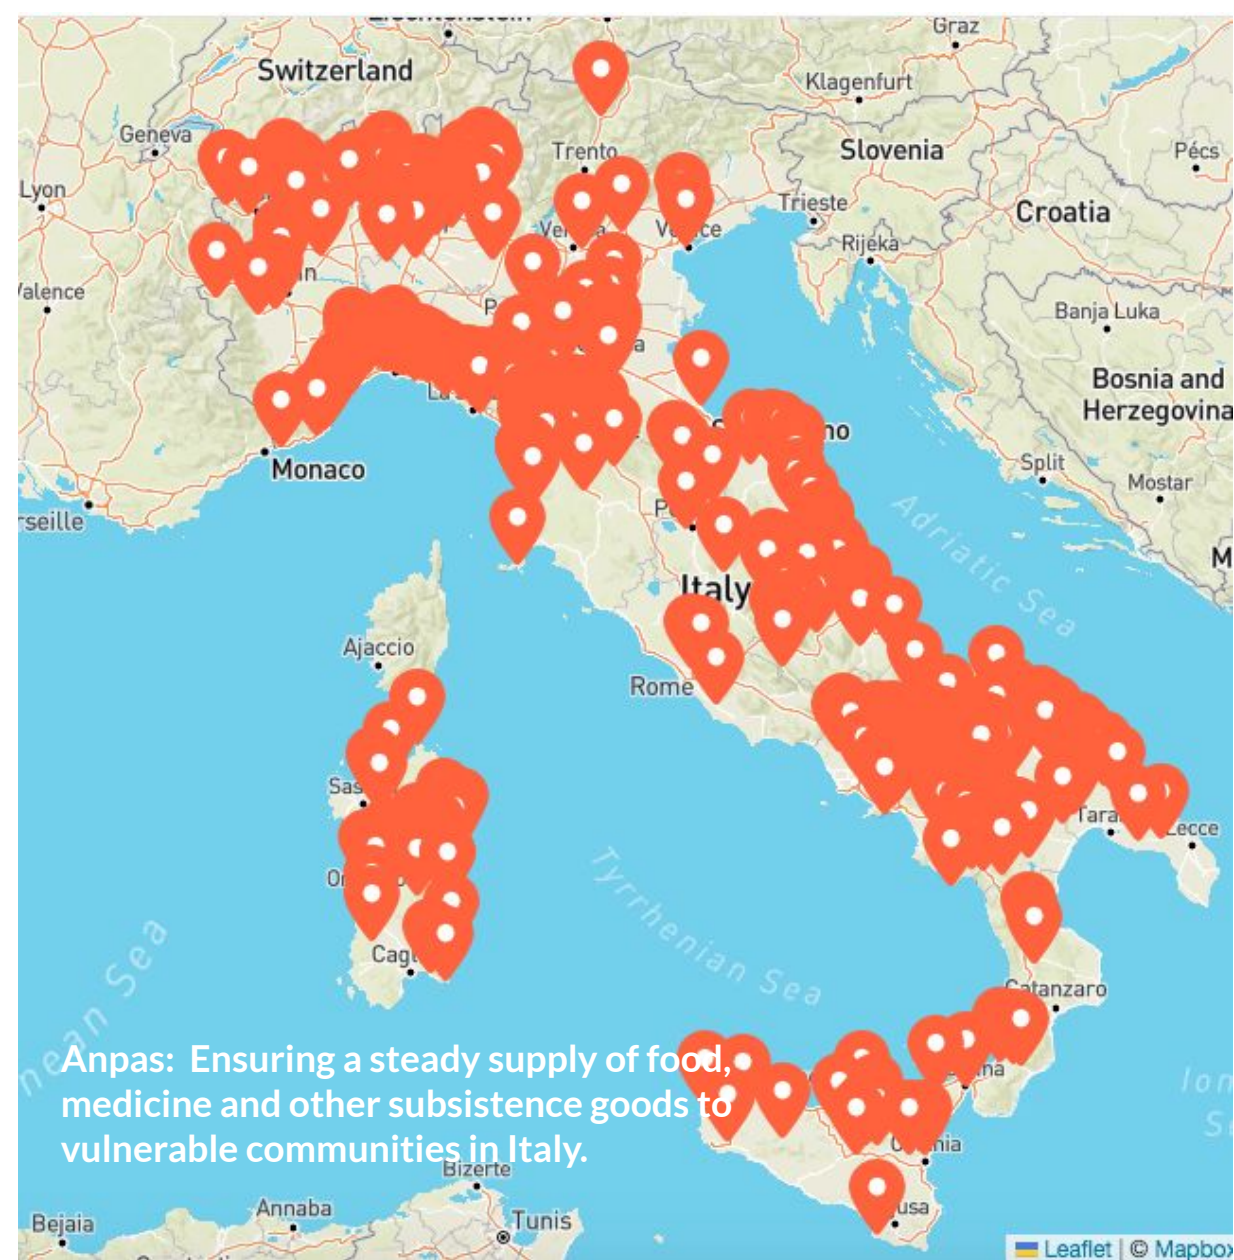 Liechtenstein
Graz
Switzerland
Klagenfurt
Geneva
Trento
Slovenia
Pécs
Lyon
Trieste
Croatia
Venice
Rijeka
Banja Luka
Bosnia and
Herzegovina
Monaco
Split
Mostar
Adriatic Sea
Italy
Ajaccio
Rome
Tyrrhenian Sea
Lecce
Catanzaro
Anpas: Ensuring a steady supply of food,
medicine and other subsistence goods to
vulnerable communities in Italy.
Bizerte
Annaba
Tunis
Bejaia
Leaflet | © Mapbox